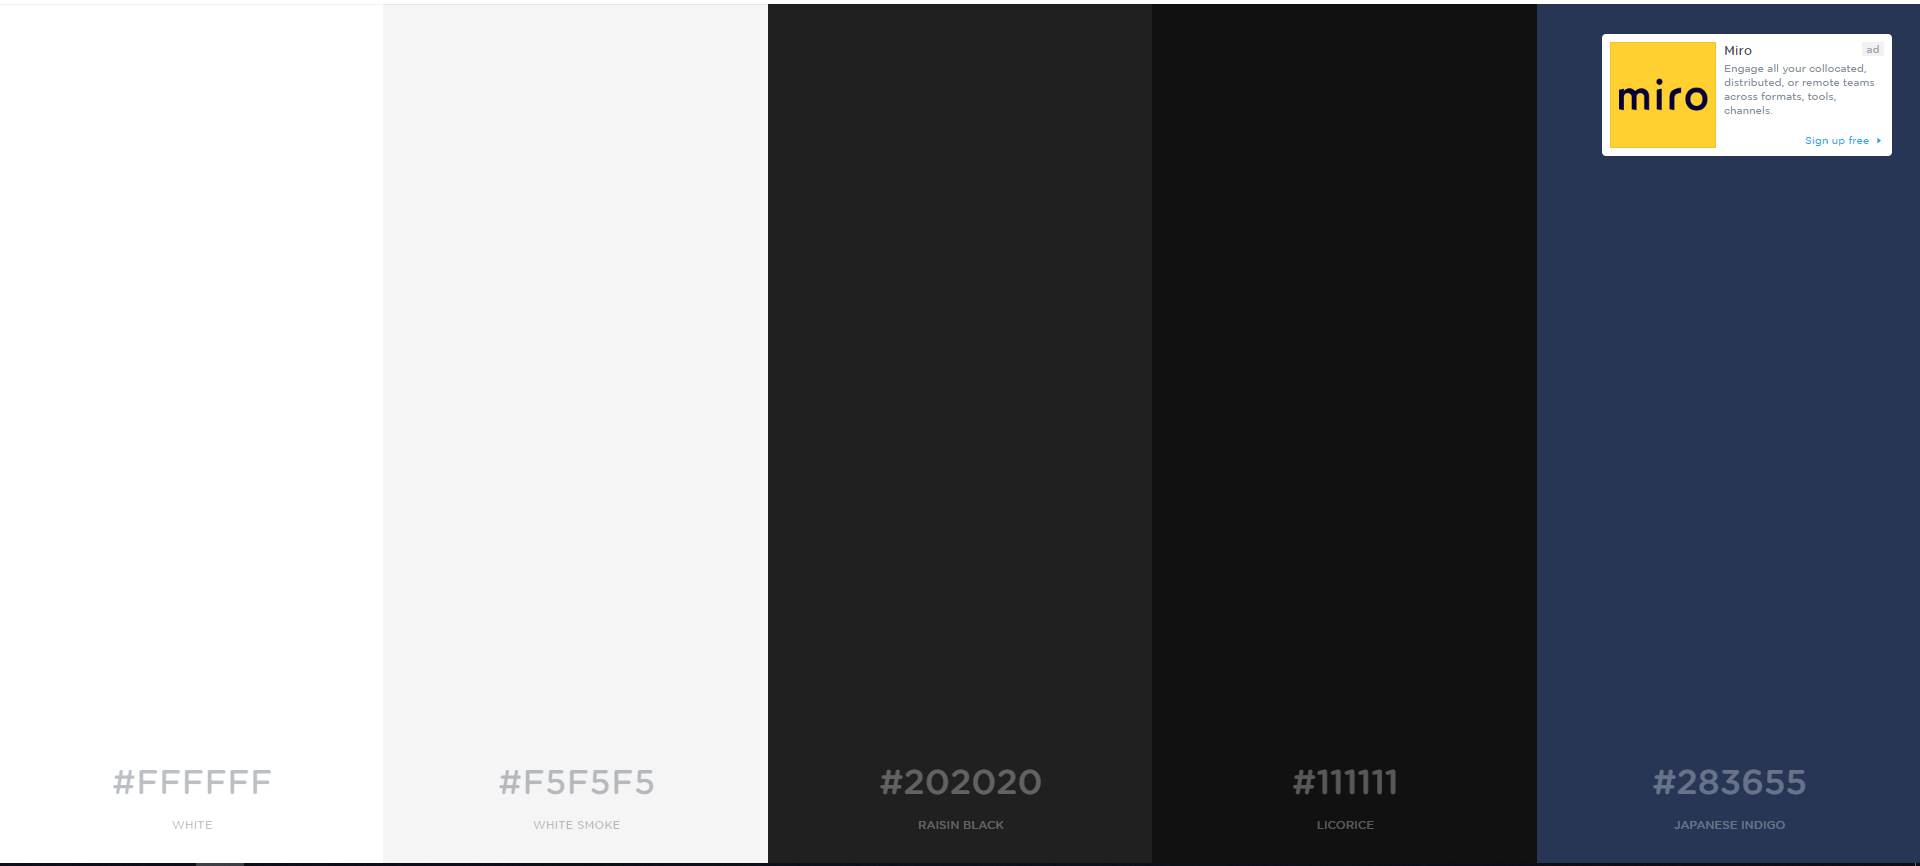 miro
Miro
ad
Engage all your collocated,
distributed, or remote teams
across formats, tools,
channels.
Sign up free
#FFFFFF
WHITE
#F5F5F5
WHITE SMOKE
#202020
RAISIN BLACK
#111111
LICORICE
#283655
JAPANESE INDIGO